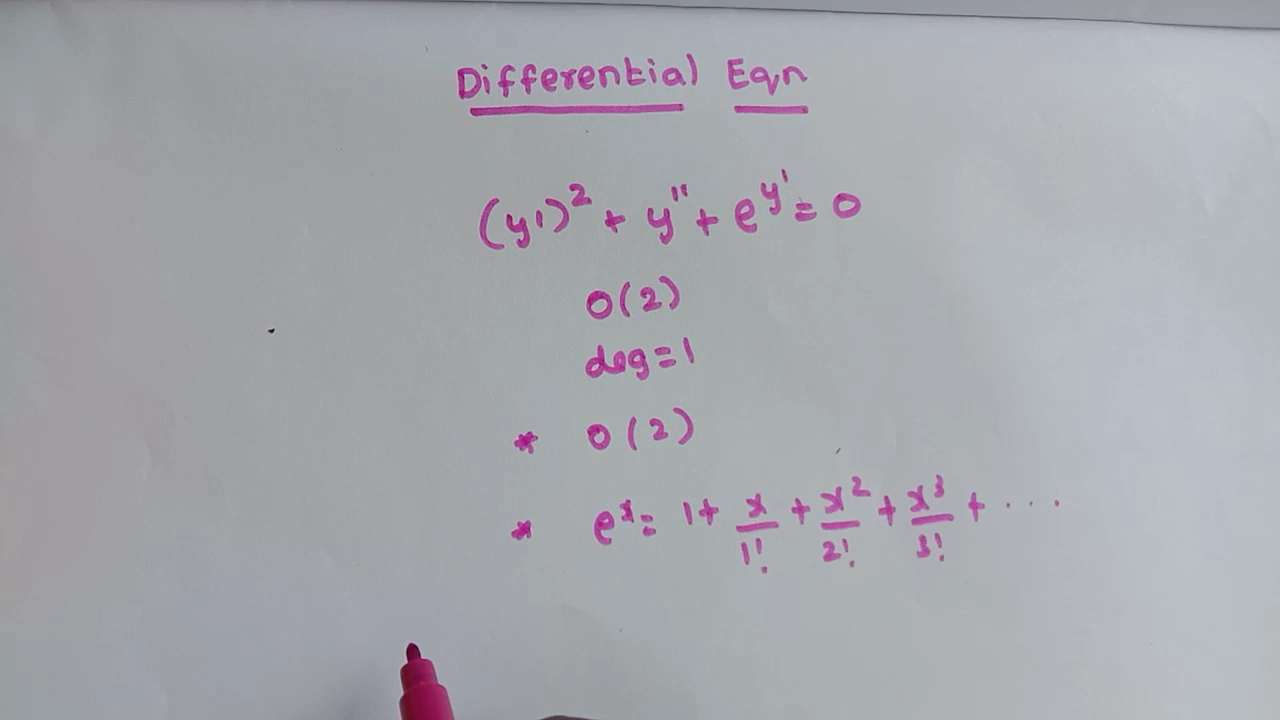 Differential Eqn
(y')² + y'' + e^y' = 0
O(2)
deg=1
* O(2)
* e^x = 1 + x/1! + x²/2! + x³/3! + ....